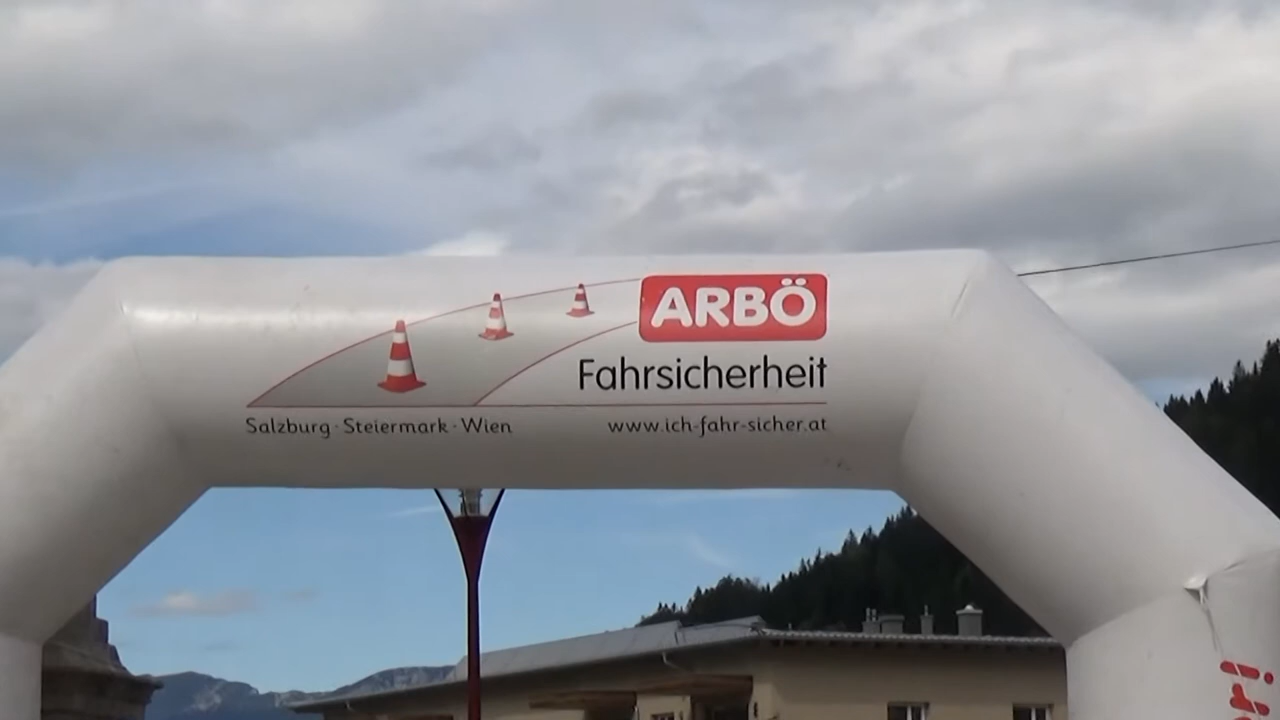 ARBÖ
Fahrsicherheit
Salzburg · Steiermark · Wien
www.ich-fahr-sicher.at